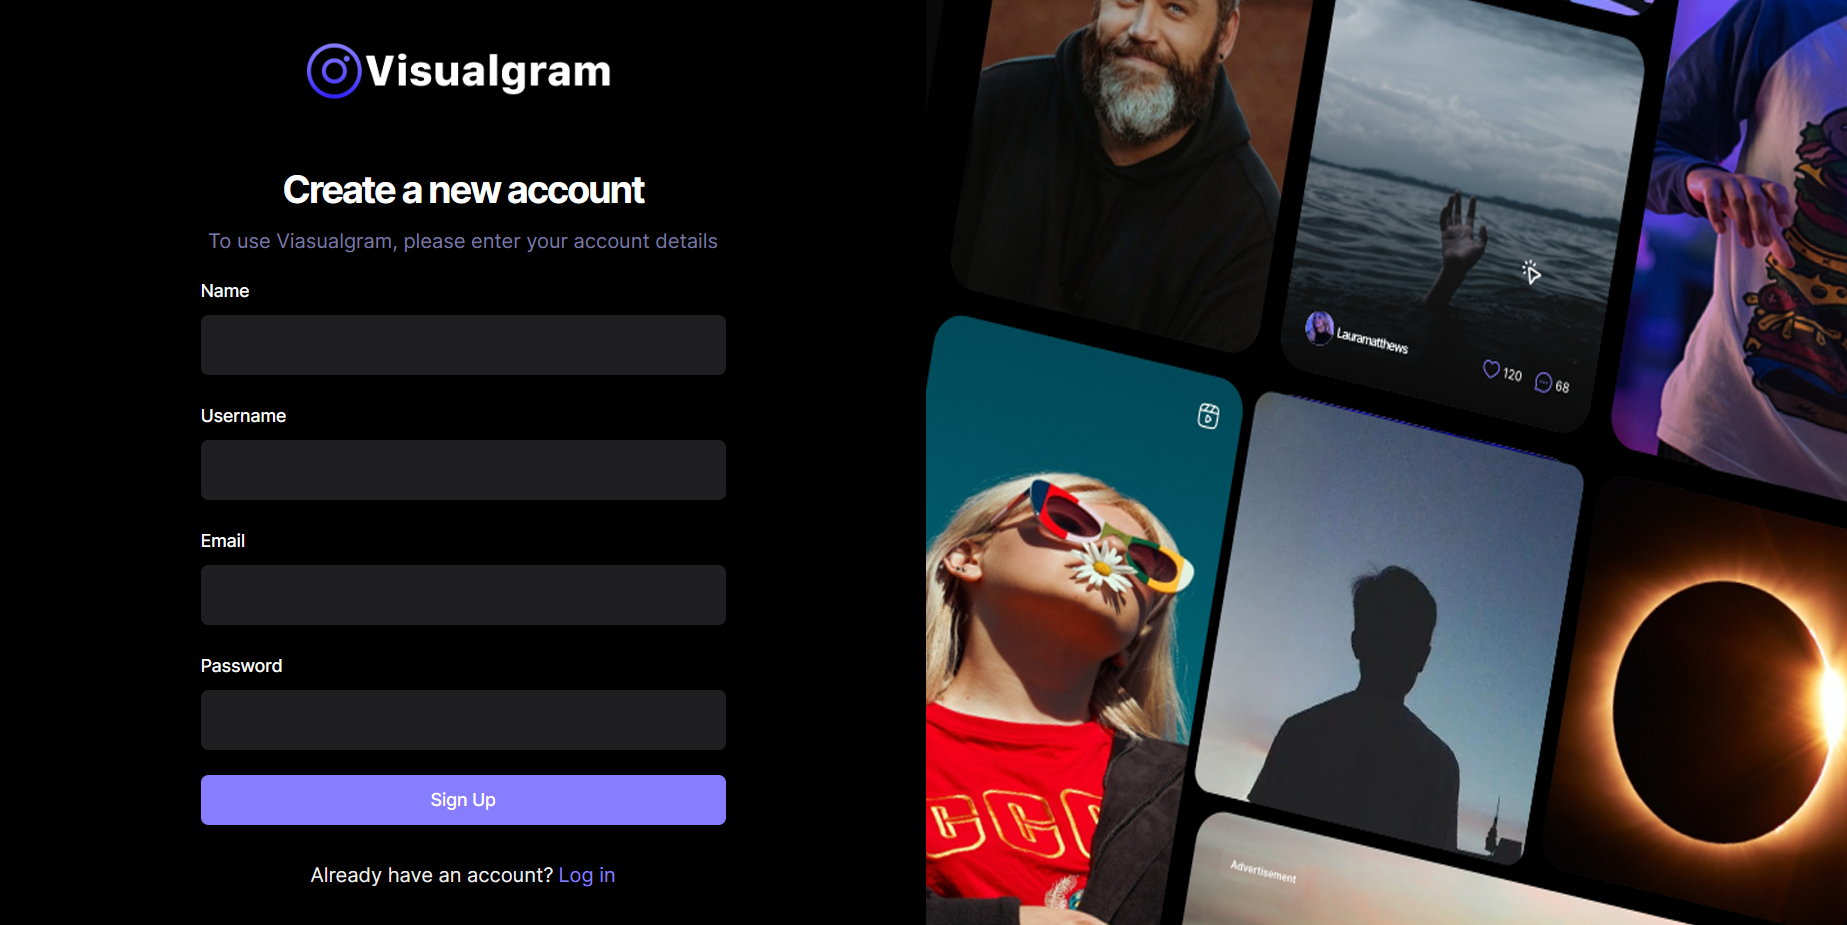 Visualgram
Create a new account
To use Viasualgram, please enter your account details
Name
Username
Email
Password
Sign Up
Already have an account? Log in
Lauramatthews
120
68
CCC
Advertisement